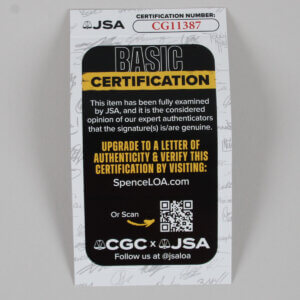 JSA
CERTIFICATION NUMBER:
CG11387
BASIC
CERTIFICATION
This item has been fully examined
by JSA, and it is the considered
opinion of our expert authenticators
that the signature(s) is/are genuine.
UPGRADE TO A LETTER OF
AUTHENTICITY & VERIFY THIS
CERTIFICATION BY VISITING:
SpenceLOA.com
Or Scan
CGC x JSA
Follow us at @jsaloa